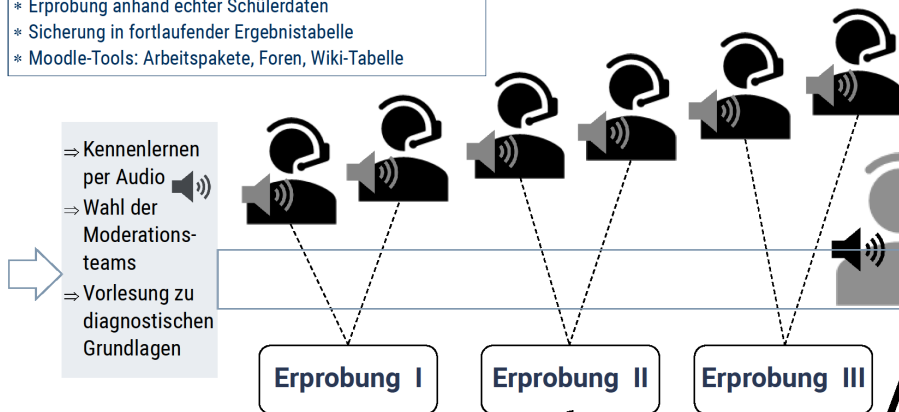 * Erprobung anhand echter Schülerdaten
* Sicherung in fortlaufender Ergebnistabelle
* Moodle-Tools: Arbeitspakete, Foren, Wiki-Tabelle
⇒ Kennenlernen
per Audio
⇒ Wahl der
Moderations-
teams
⇒ Vorlesung zu
diagnostischen
Grundlagen
Erprobung I
Erprobung II
Erprobung III